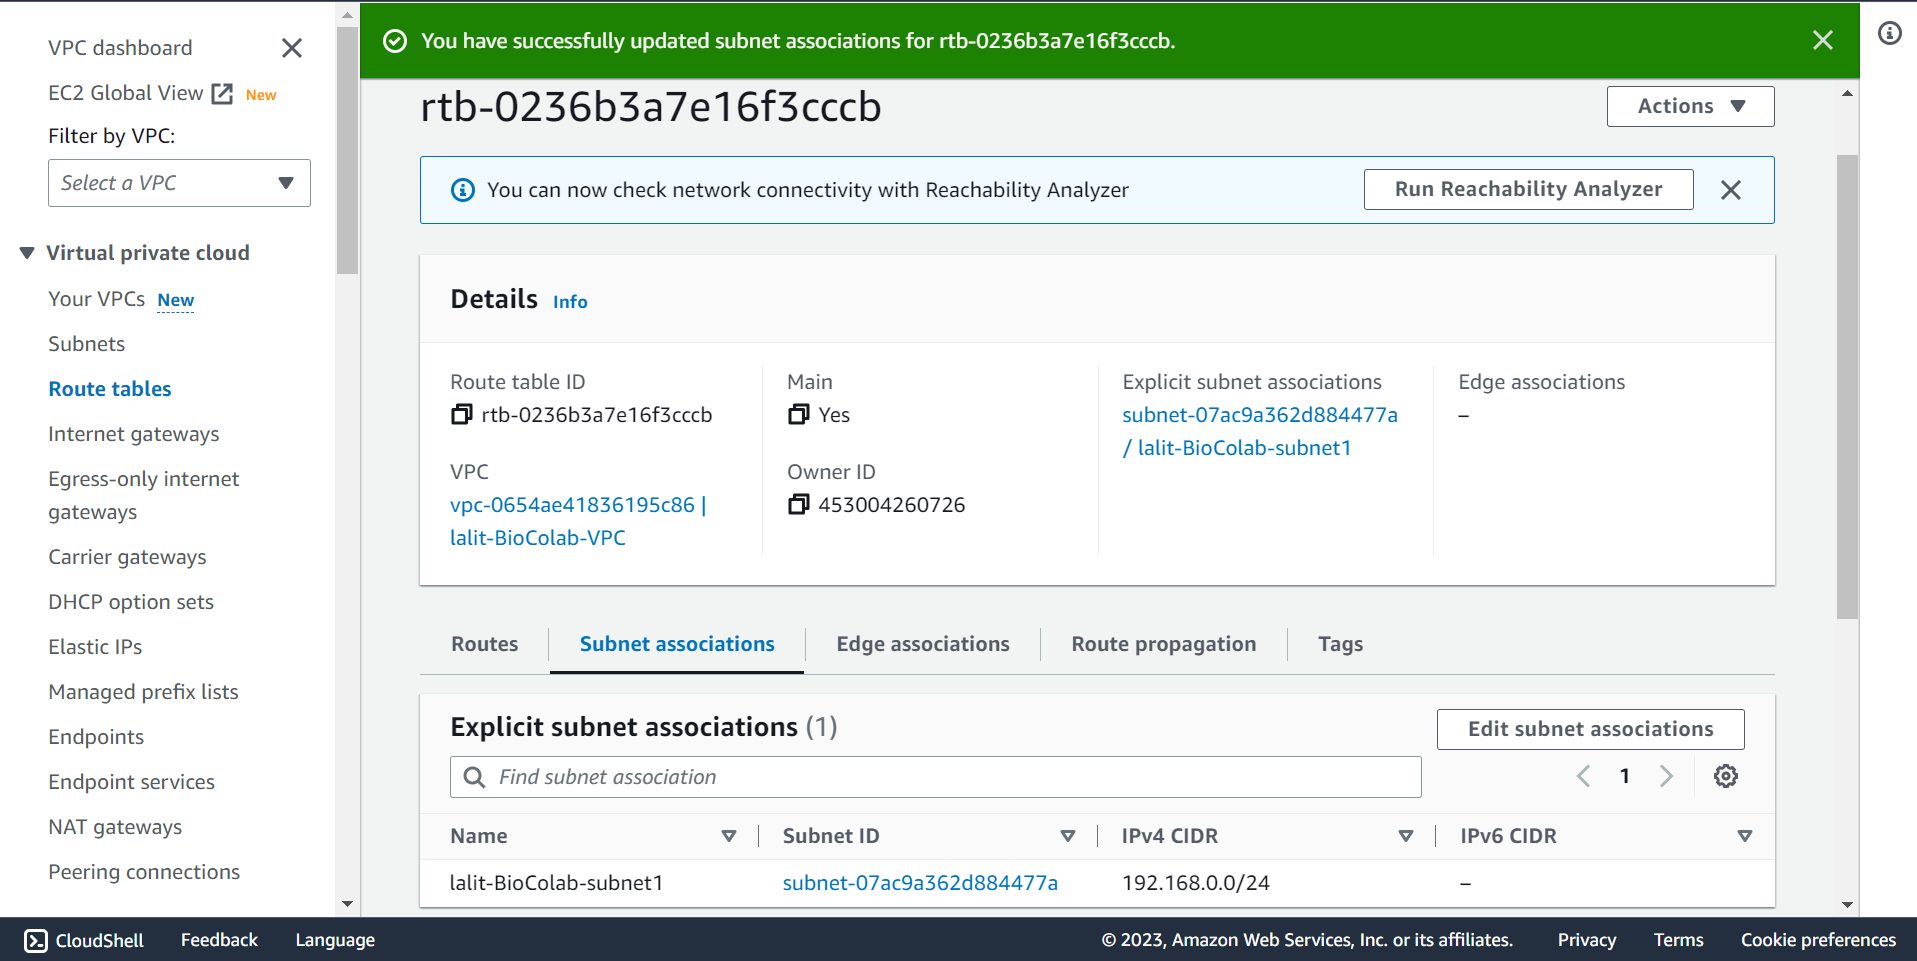 VPC dashboard
EC2 Global View New
Filter by VPC:
Select a VPC
Virtual private cloud
Your VPCs New
Subnets
Route tables
Internet gateways
Egress-only internet
gateways
Carrier gateways
DHCP option sets
Elastic IPs
Managed prefix lists
Endpoints
Endpoint services
NAT gateways
Peering connections
You have successfully updated subnet associations for rtb-0236b3a7e16f3cccb.
rtb-0236b3a7e16f3cccb
Actions
You can now check network connectivity with Reachability Analyzer
Run Reachability Analyzer
Details Info
Route table ID
rtb-0236b3a7e16f3cccb
Main
Yes
Explicit subnet associations
subnet-07ac9a362d884477a
/ lalit-BioColab-subnet1
Edge associations
–
VPC
vpc-0654ae41836195c86 |
lalit-BioColab-VPC
Owner ID
453004260726
Routes
Subnet associations
Edge associations
Route propagation
Tags
Explicit subnet associations (1)
Edit subnet associations
Find subnet association
1
Name Subnet ID IPv4 CIDR IPv6 CIDR
lalit-BioColab-subnet1 subnet-07ac9a362d884477a 192.168.0.0/24 –
CloudShell Feedback Language © 2023, Amazon Web Services, Inc. or its affiliates. Privacy Terms Cookie preferences